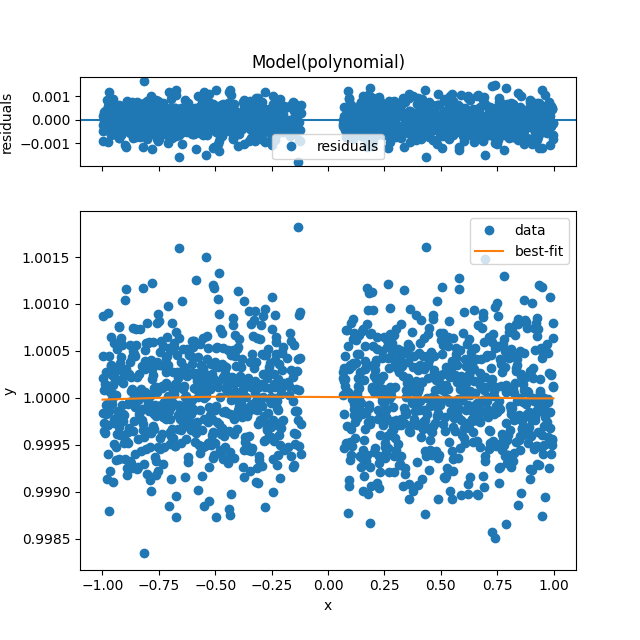 Model(polynomial)
residuals
0.001
0.000
−0.001
residuals
y
1.0015
1.0010
1.0005
1.0000
0.9995
0.9990
0.9985
data
best-fit
−1.00 −0.75 −0.50 −0.25 0.00 0.25 0.50 0.75 1.00
x